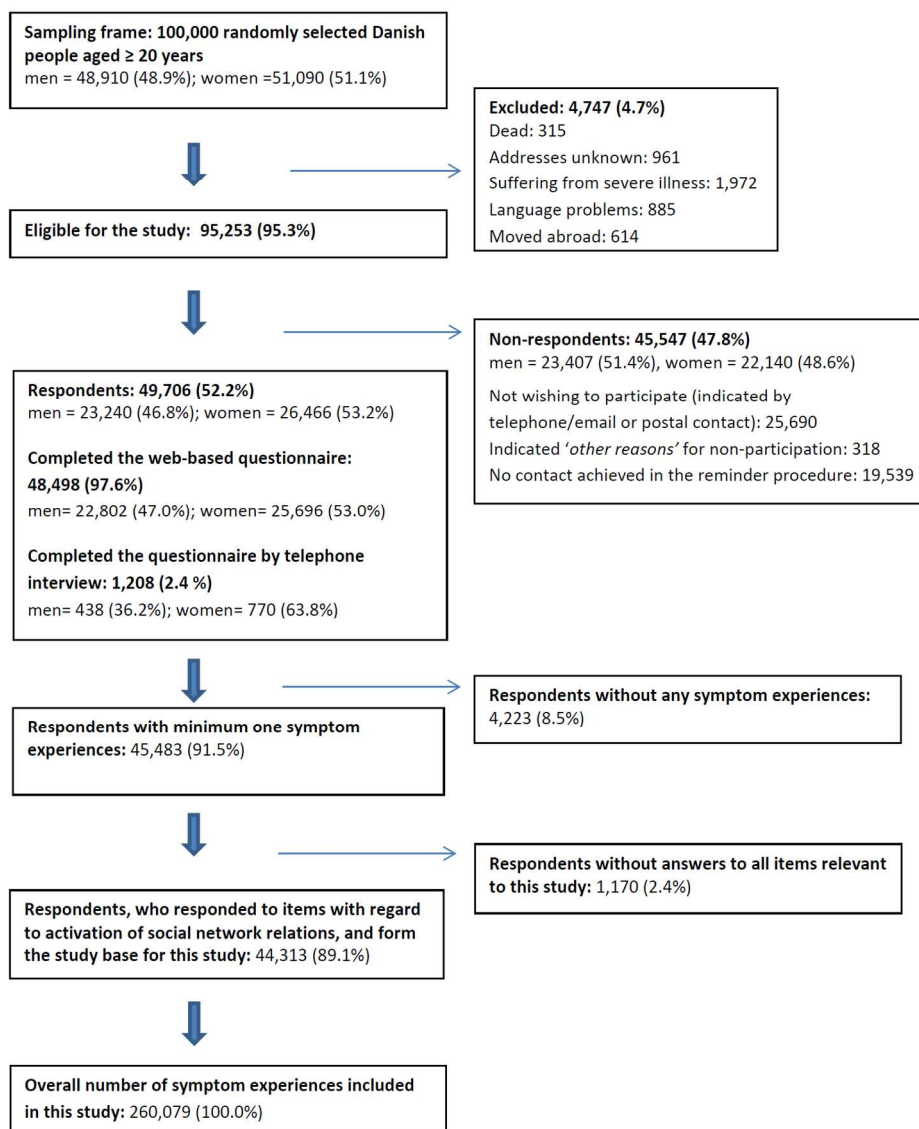 Sampling frame: 100,000 randomly selected Danish
people aged ≥ 20 years
men = 48,910 (48.9%); women =51,090 (51.1%)
Excluded: 4,747 (4.7%)
Dead: 315
Addresses unknown: 961
Suffering from severe illness: 1,972
Language problems: 885
Moved abroad: 614
Eligible for the study: 95,253 (95.3%)
Non-respondents: 45,547 (47.8%)
men = 23,407 (51.4%), women = 22,140 (48.6%)
Not wishing to participate (indicated by
telephone/email or postal contact): 25,690
Indicated ‘other reasons’ for non-participation: 318
No contact achieved in the reminder procedure: 19,539
Respondents: 49,706 (52.2%)
men = 23,240 (46.8%); women = 26,466 (53.2%)
Completed the web-based questionnaire:
48,498 (97.6%)
men= 22,802 (47.0%); women= 25,696 (53.0%)
Completed the questionnaire by telephone
interview: 1,208 (2.4 %)
men= 438 (36.2%); women= 770 (63.8%)
Respondents without any symptom experiences:
4,223 (8.5%)
Respondents with minimum one symptom
experiences: 45,483 (91.5%)
Respondents without answers to all items relevant
to this study: 1,170 (2.4%)
Respondents, who responded to items with regard
to activation of social network relations, and form
the study base for this study: 44,313 (89.1%)
Overall number of symptom experiences included
in this study: 260,079 (100.0%)